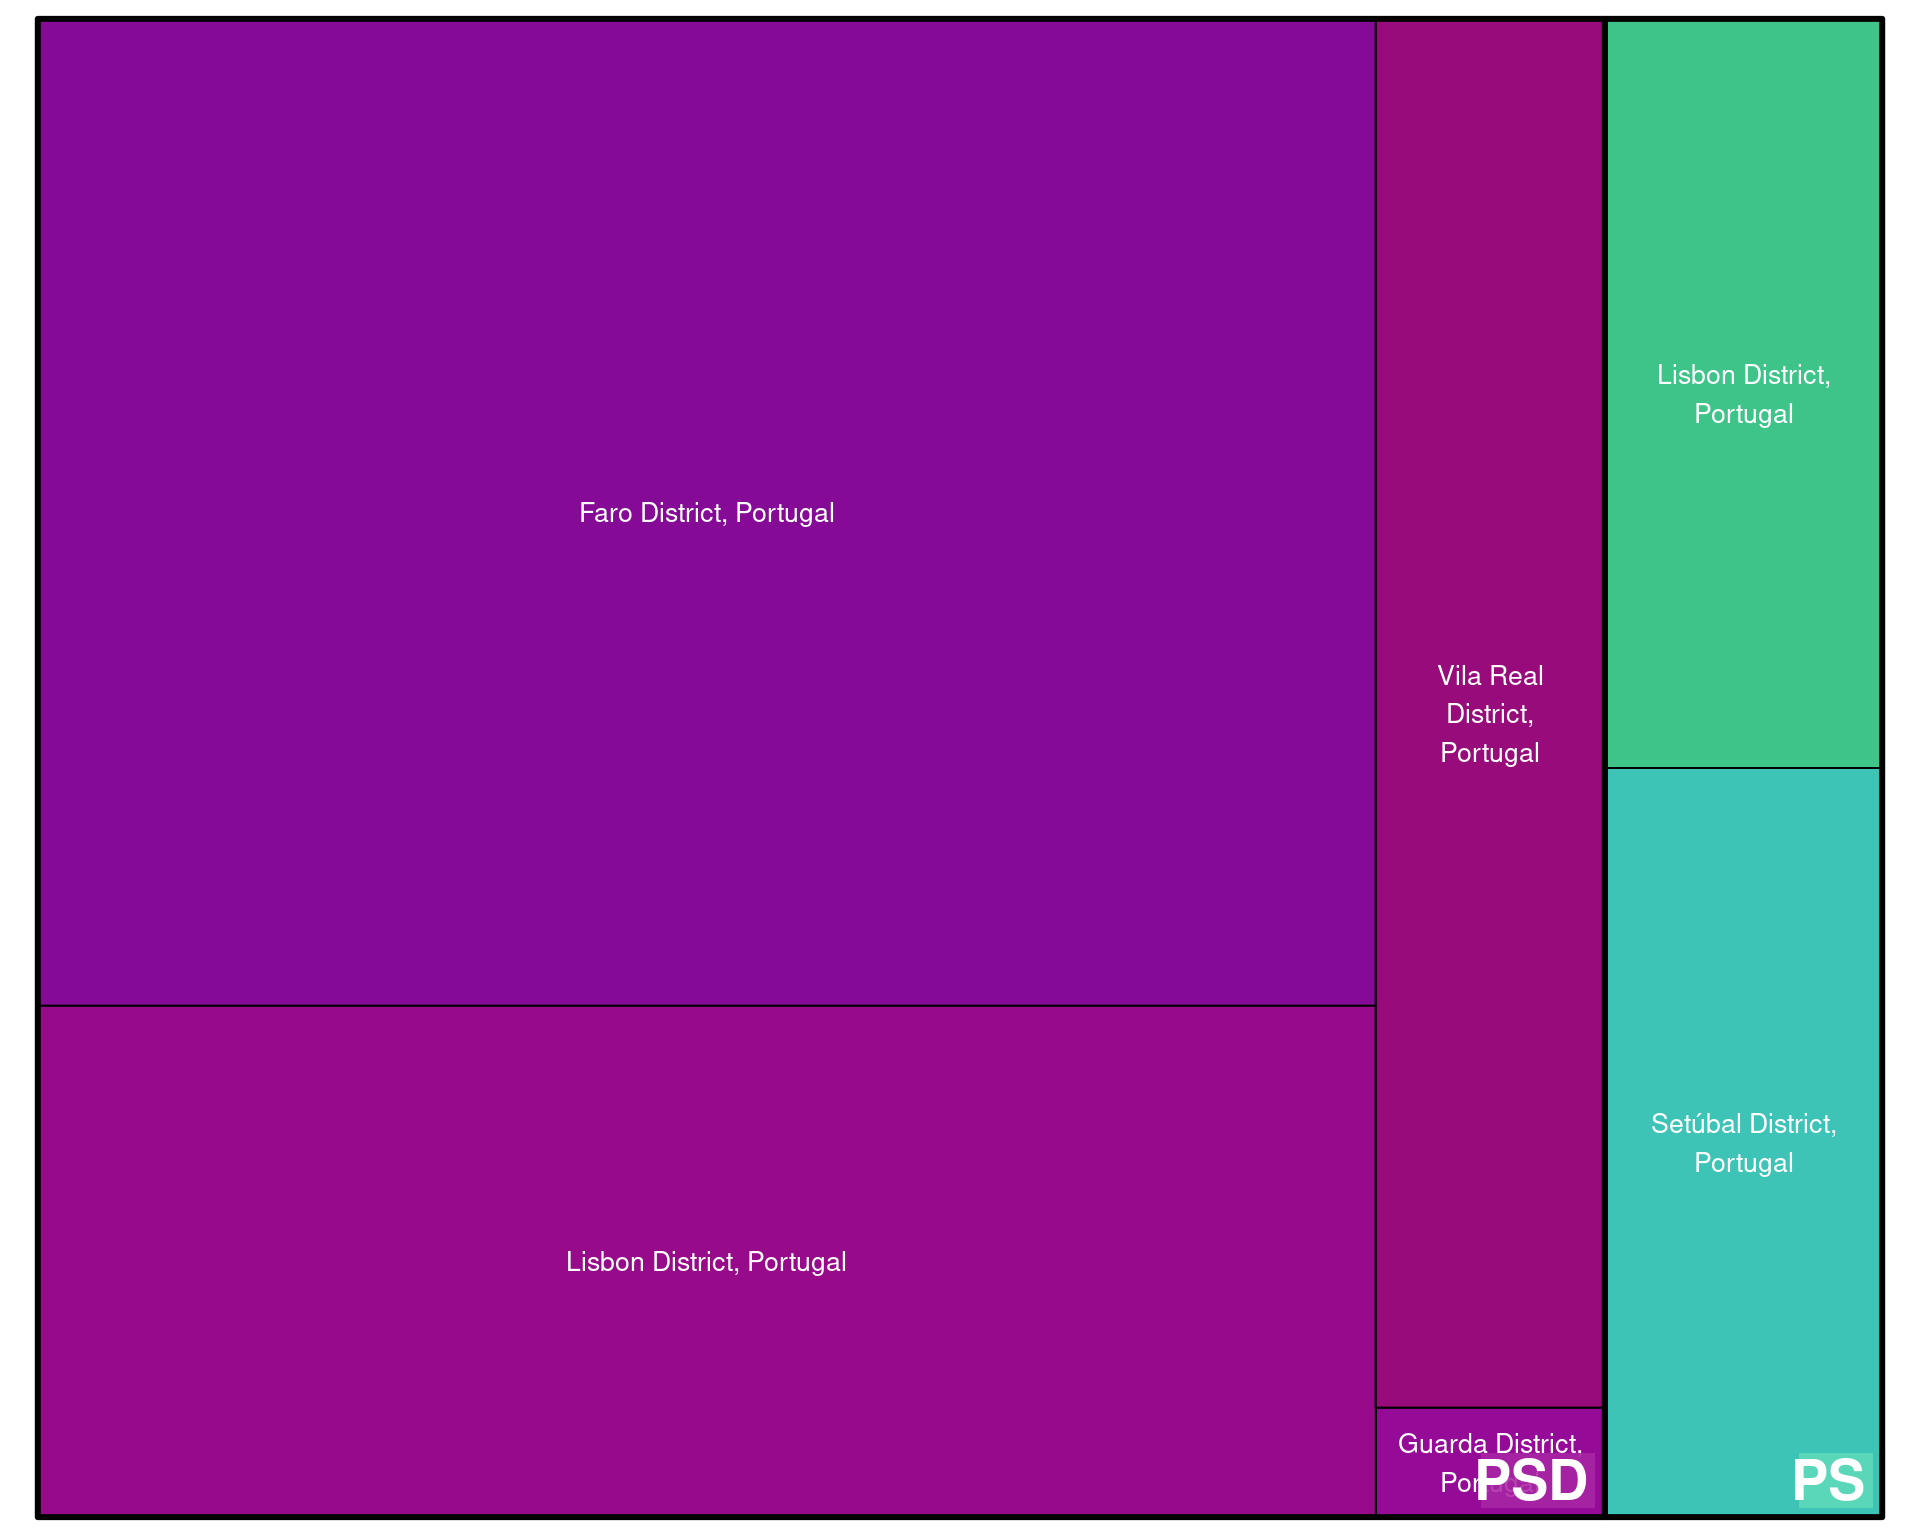 Faro District, Portugal
Lisbon District, Portugal
Vila Real
District,
Portugal
Guarda District,
Portugal
PSD
Lisbon District,
Portugal
Setúbal District,
Portugal
PS